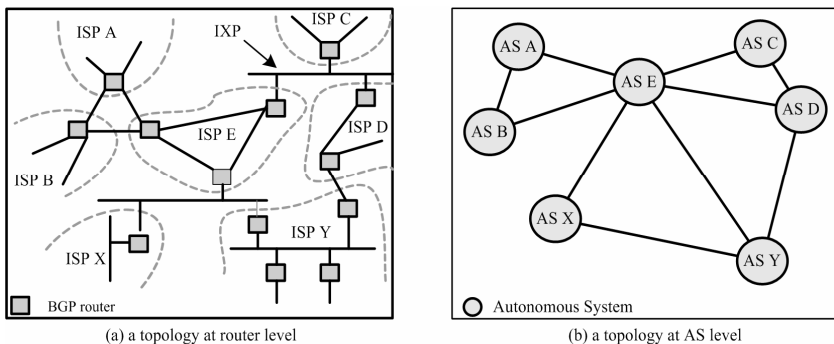 ISP A
ISP C
IXP
ISP E
ISP D
ISP B
ISP Y
ISP X
BGP router
(a) a topology at router level
AS A
AS C
AS E
AS D
AS B
AS X
AS Y
Autonomous System
(b) a topology at AS level